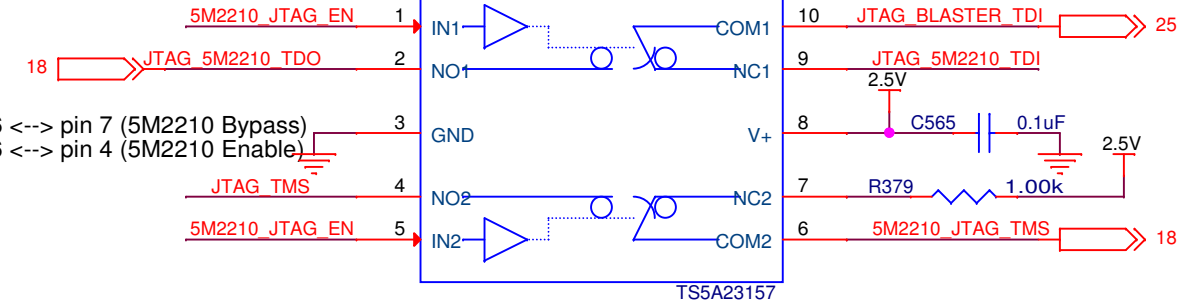 5M2210_JTAG_EN 1 IN1 COM1 10 JTAG_BLASTER_TDI 25
18 JTAG_5M2210_TDO 2 NO1 NC1 9 JTAG_5M2210_TDI
2.5V
<--> pin 7 (5M2210 Bypass) 3 GND V+ 8 C565 0.1uF
<--> pin 4 (5M2210 Enable)
2.5V
JTAG_TMS 4 NO2 NC2 7 R379 1.00k
5M2210_JTAG_EN 5 IN2 COM2 6 5M2210_JTAG_TMS 18
TS5A23157